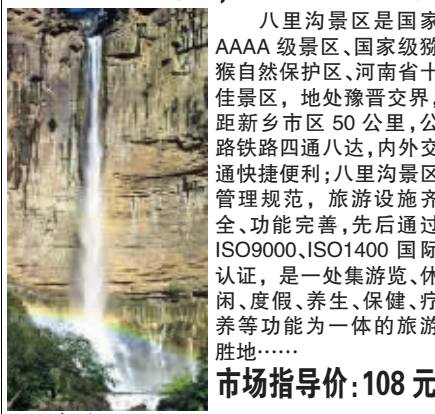 八里沟景区是国家
AAAA 级景区、国家级猕
猴自然保护区、河南省十
佳景区，地处豫晋交界，
距新乡市区 50 公里，公
路铁路四通八达，内外交
通快捷便利；八里沟景区
管理规范，旅游设施齐
全、功能完善，先后通过
ISO9000、ISO1400 国际
认证，是一处集游览、休
闲、度假、养生、保健、疗
养等功能为一体的旅游
胜地……
市场指导价：108 元